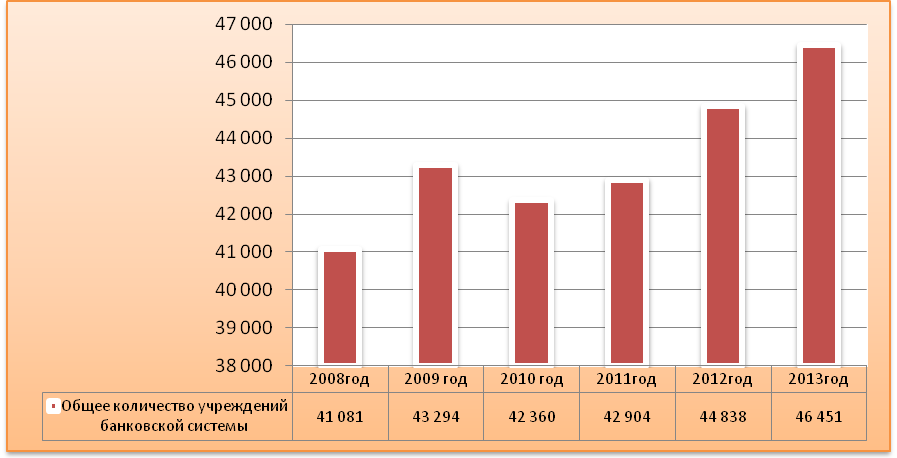 47 000
46 000
45 000
44 000
43 000
42 000
41 000
40 000
39 000
38 000
2008год 2009 год 2010 год 2011год 2012год 2013год
Общее количество учреждений
банковской системы
41 081 43 294 42 360 42 904 44 838 46 451